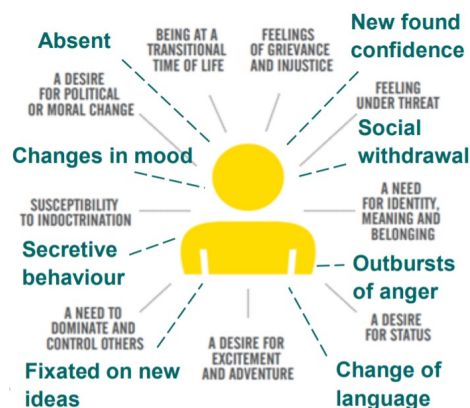 Absent
BEING AT A
TRANSITIONAL
TIME OF LIFE
FEELINGS
OF GRIEVANCE
AND INJUSTICE
New found
confidence
A DESIRE
FOR POLITICAL
OR MORAL CHANGE
FEELING
UNDER THREAT
Changes in mood
Social
withdrawal
SUSCEPTIBILITY
TO INDOCTRINATION
A NEED
FOR IDENTITY,
MEANING AND
BELONGING
Secretive
behaviour
Outbursts
of anger
A NEED TO
DOMINATE AND
CONTROL OTHERS
A DESIRE FOR
EXCITEMENT
AND ADVENTURE
A DESIRE
FOR STATUS
Fixated on new
ideas
Change of
language